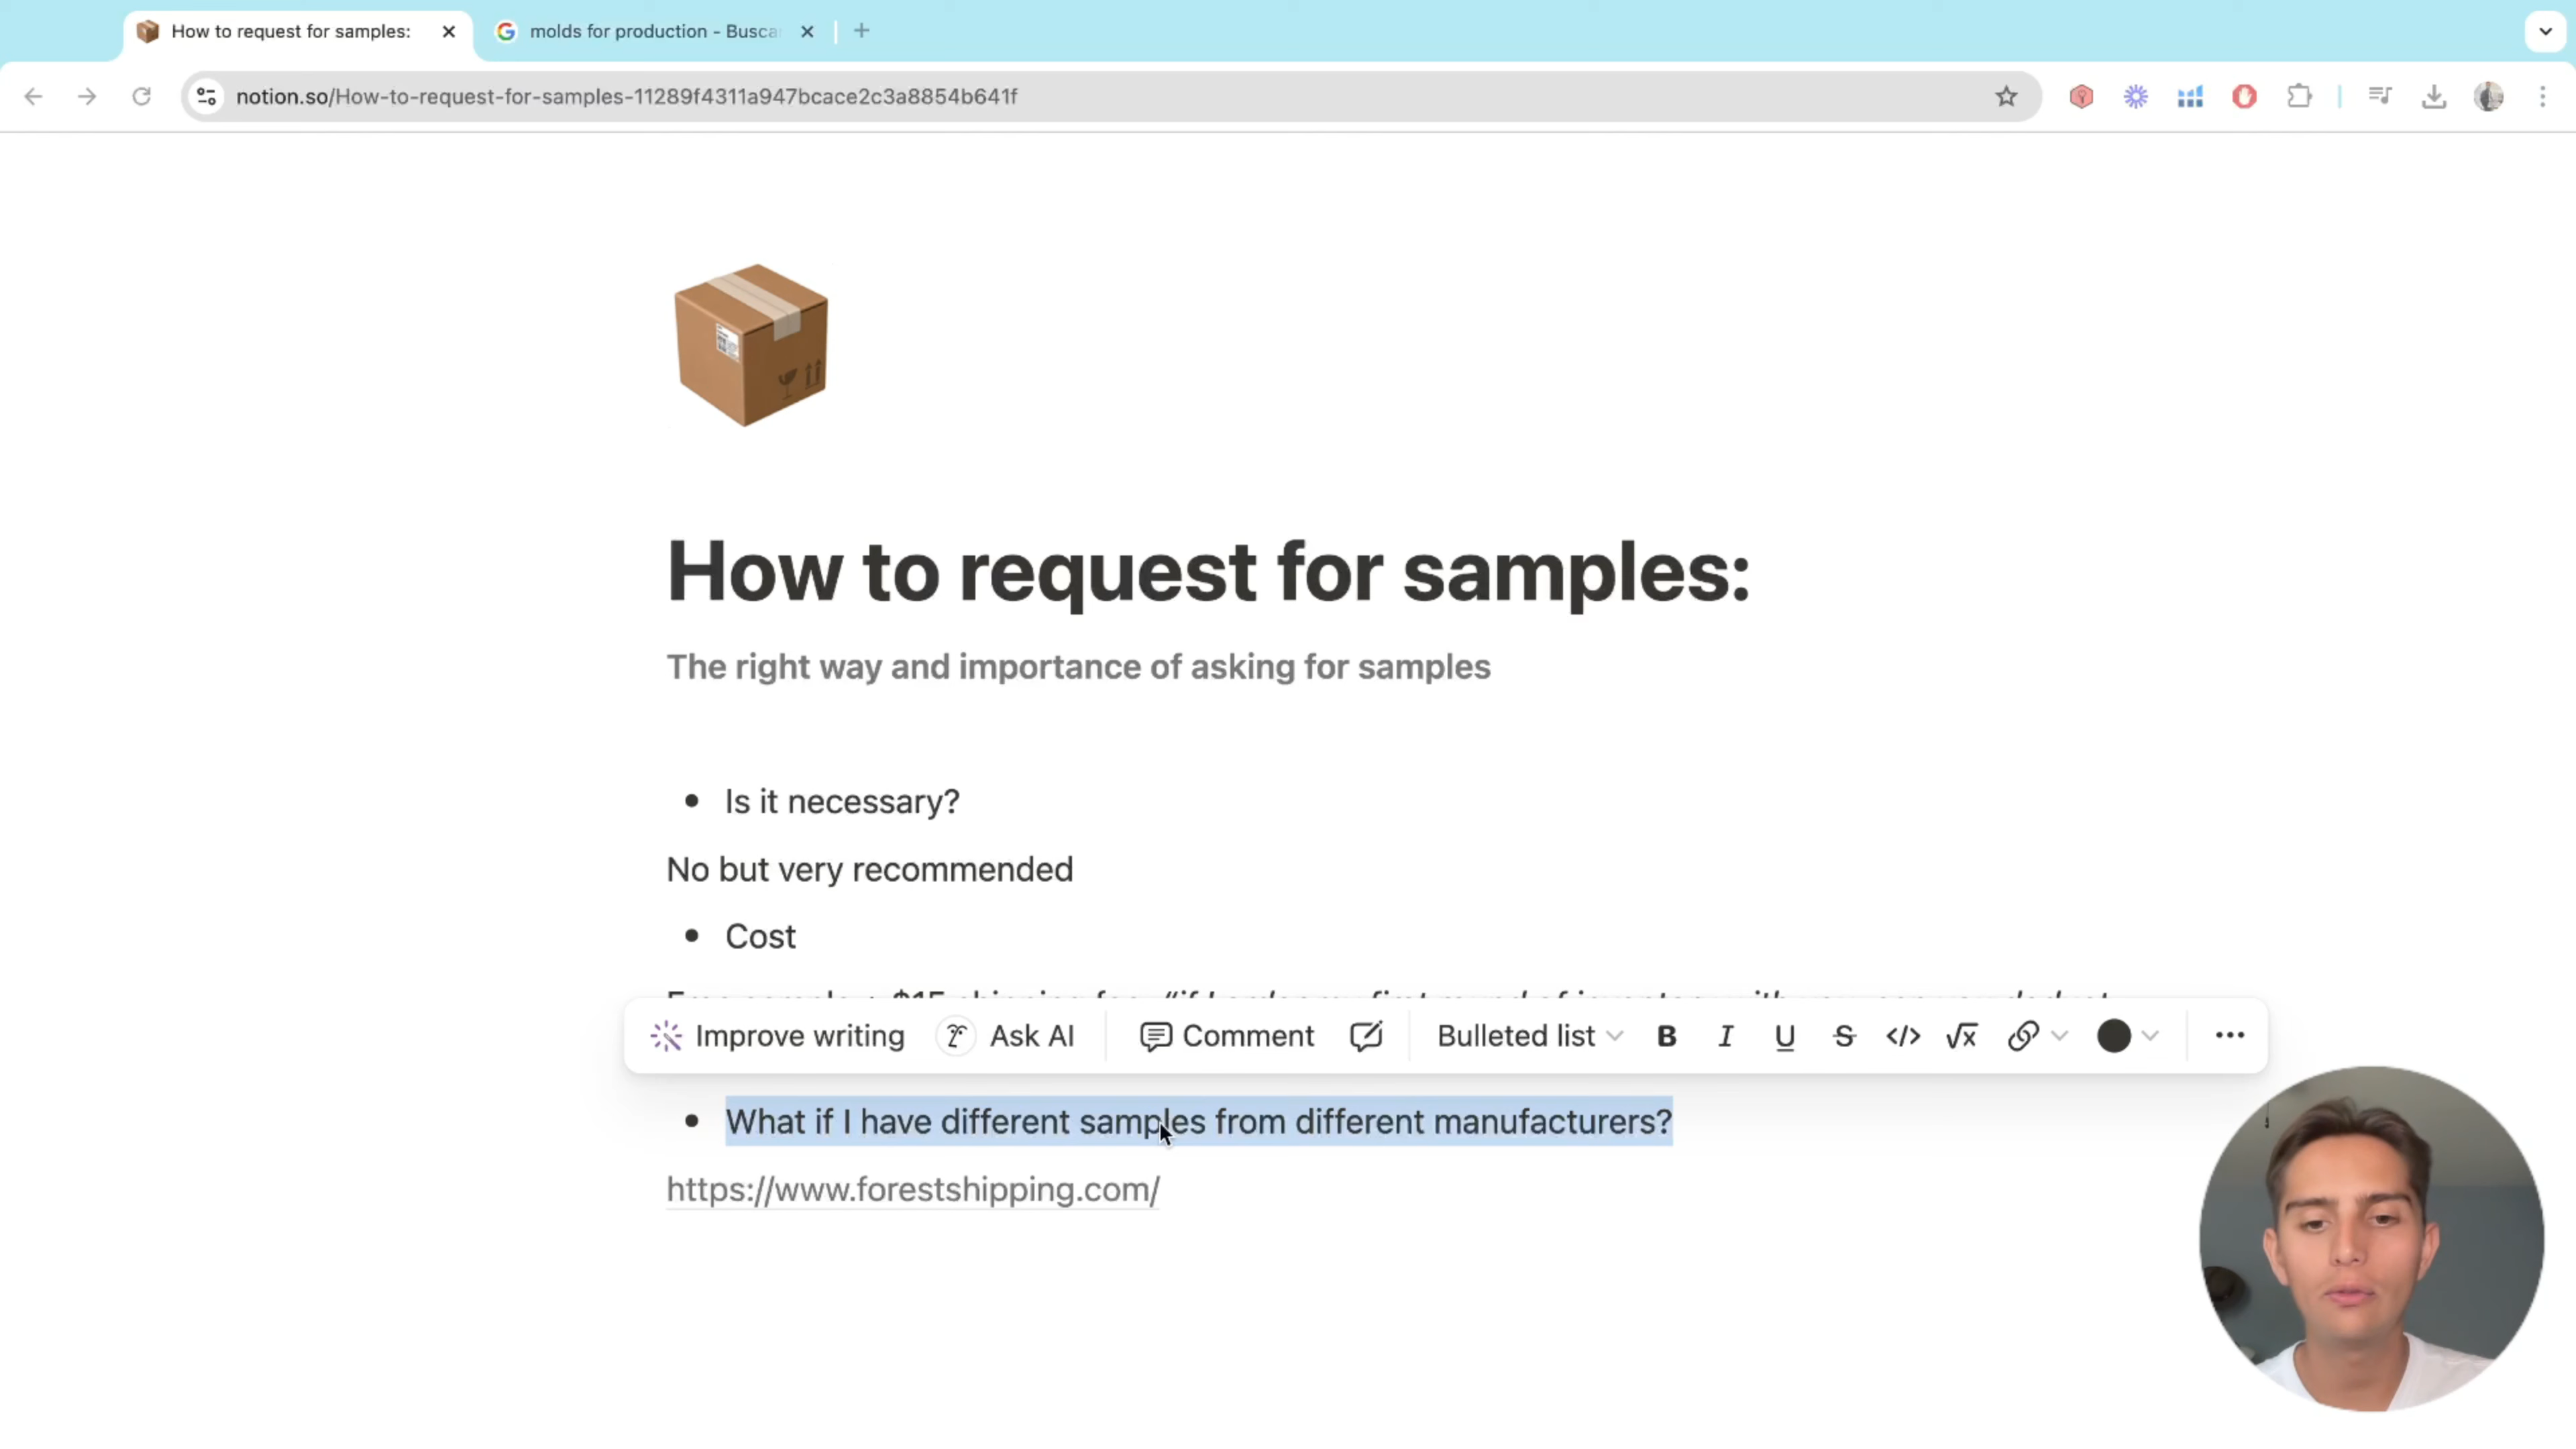 How to request for samples:
molds for production - Busca
notion.so/How-to-request-for-samples-11289f4311a947bcace2c3a8854b641f
How to request for samples:
The right way and importance of asking for samples
• Is it necessary?
No but very recommended
• Cost
Improve writing Ask AI Comment Bulleted list B I U S </> √x
• What if I have different samples from different manufacturers?
https://www.forestshipping.com/